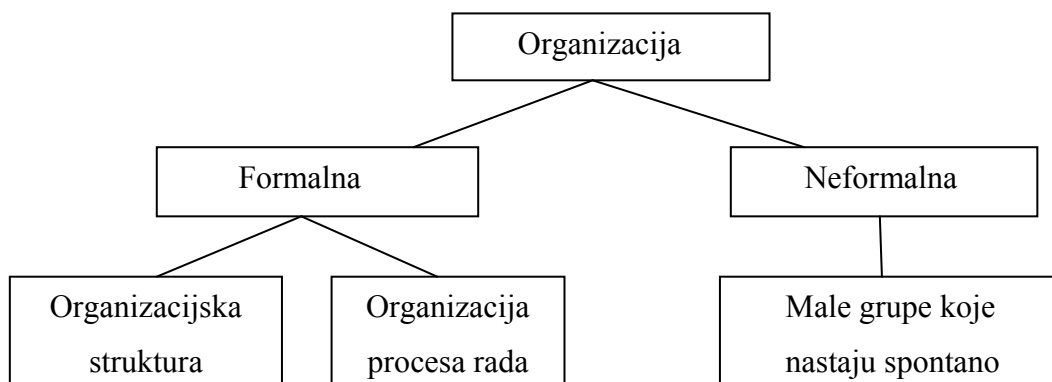 Organizacija
Formalna
Neformalna
Organizacijska
struktura
Organizacija
procesa rada
Male grupe koje
nastaju spontano